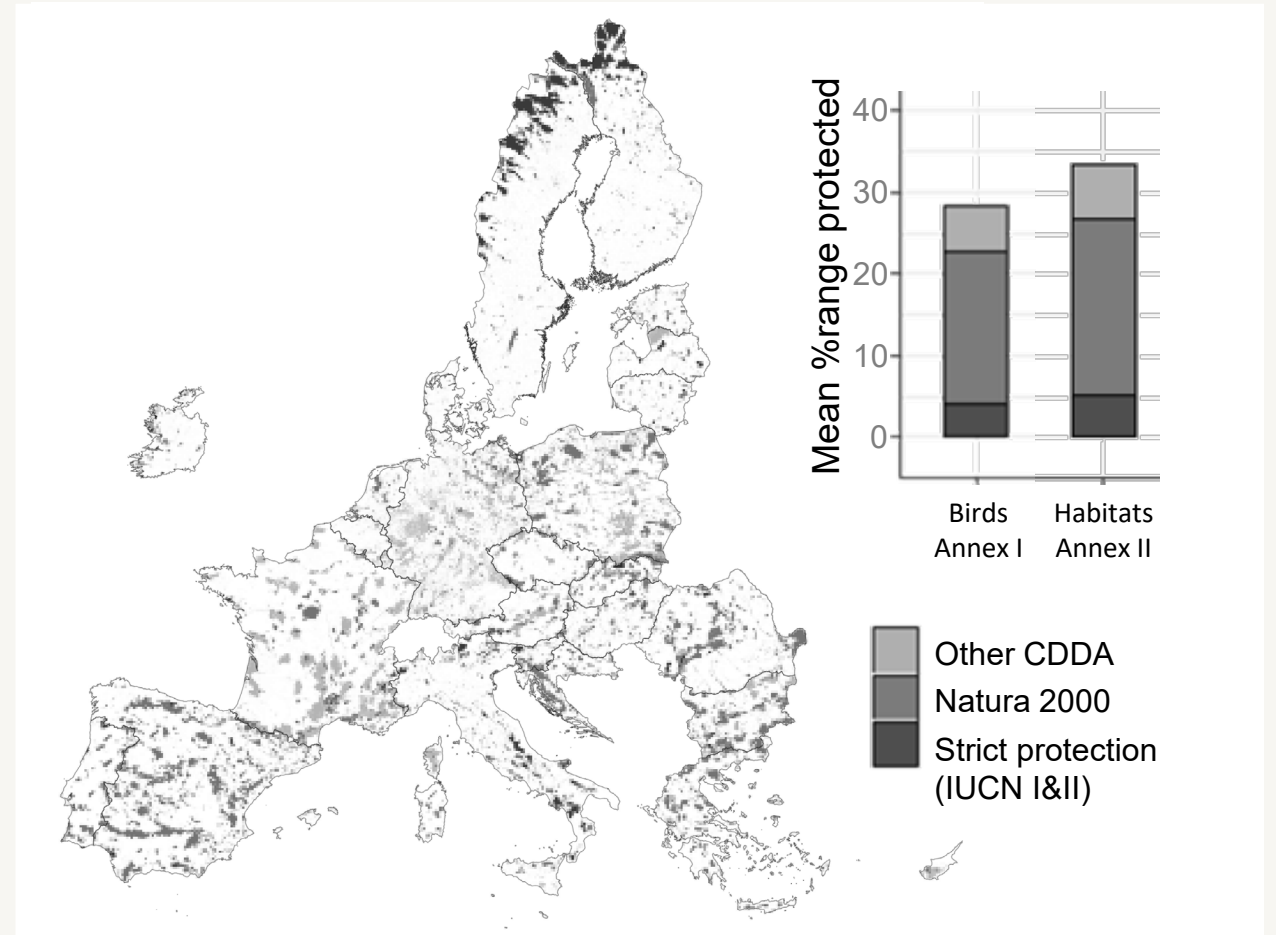 Mean %range protected
40
30
20
10
0
Birds
Annex I
Habitats
Annex II
Other CDDA
Natura 2000
Strict protection
(IUCN I&II)